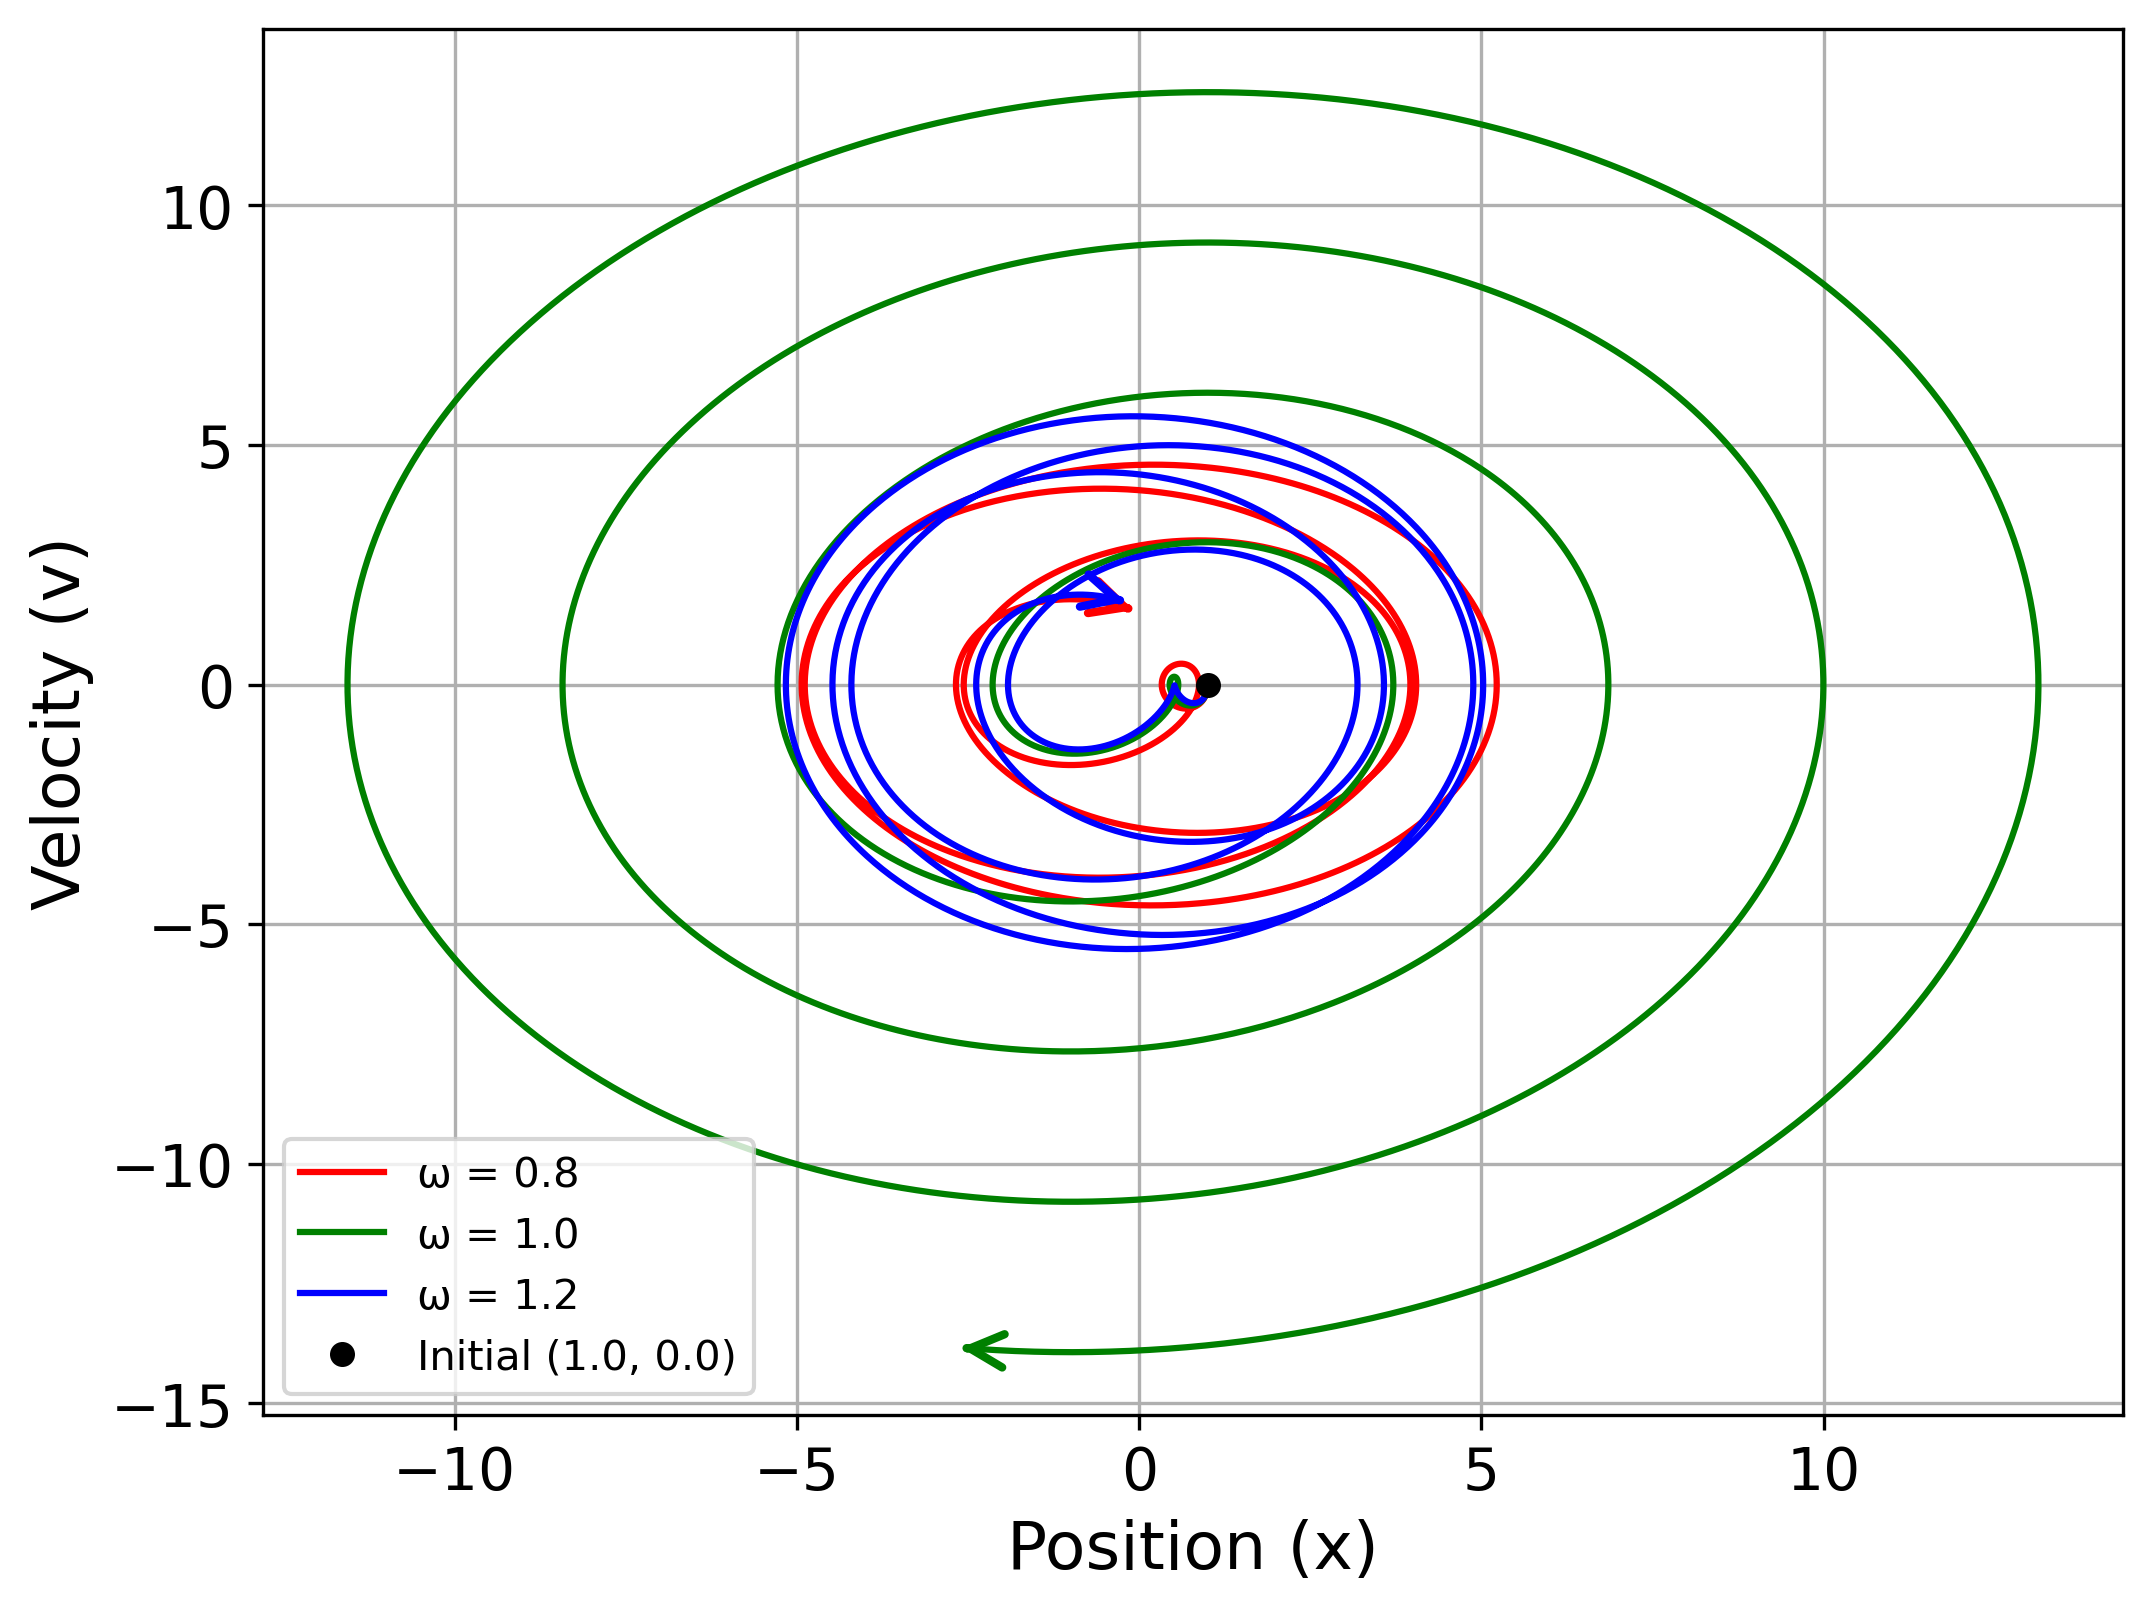 Velocity (v)
10
5
0
−5
−10
−15
ω = 0.8
ω = 1.0
ω = 1.2
Initial (1.0, 0.0)
−10 −5 0 5 10
Position (x)